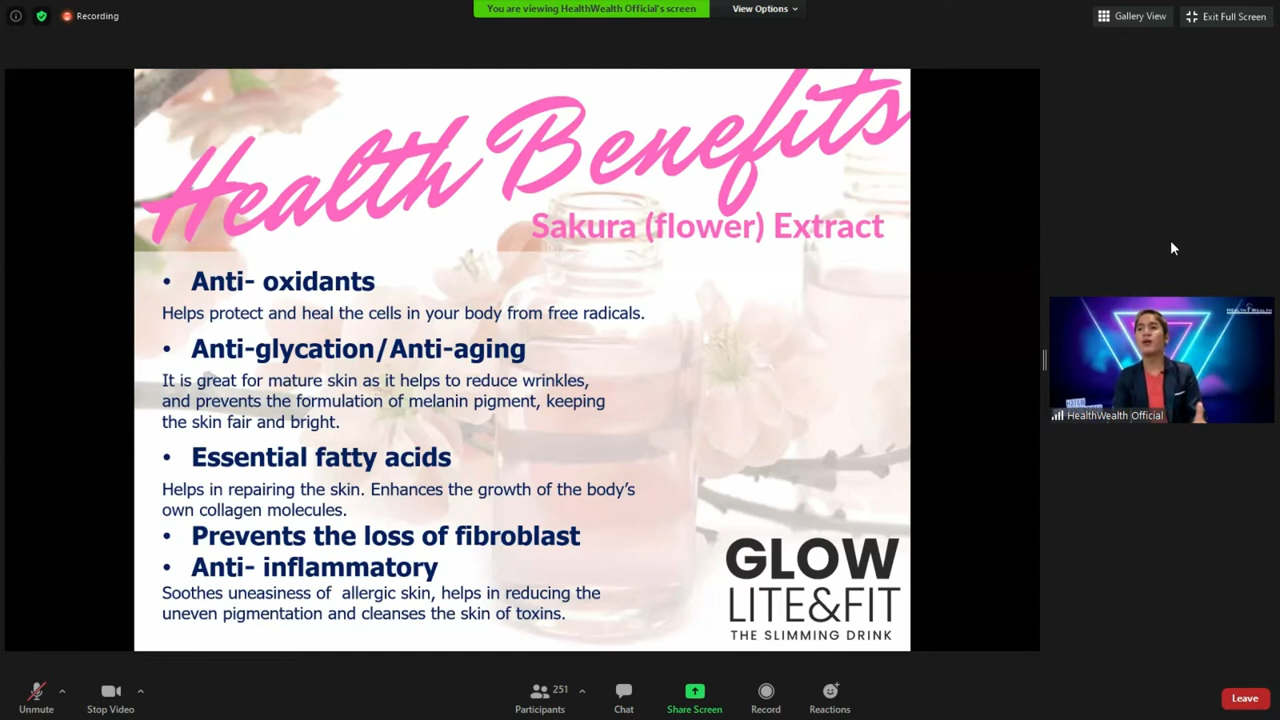 Recording
You are viewing HealthWealth Official's screen
View Options
Gallery View
Exit Full Screen
Health Benefits
Sakura (flower) Extract
• Anti- oxidants
Helps protect and heal the cells in your body from free radicals.
• Anti-glycation/Anti-aging
It is great for mature skin as it helps to reduce wrinkles,
and prevents the formulation of melanin pigment, keeping
the skin fair and bright.
• Essential fatty acids
Helps in repairing the skin. Enhances the growth of the body's
own collagen molecules.
• Prevents the loss of fibroblast
• Anti- inflammatory
Soothes uneasiness of allergic skin, helps in reducing the
uneven pigmentation and cleanses the skin of toxins.
GLOW
LITE&FIT
THE SLIMMING DRINK
HEALTH WEALTH
HealthWealth Official
Unmute
Stop Video
251
Participants
Chat
Share Screen
Record
Reactions
Leave